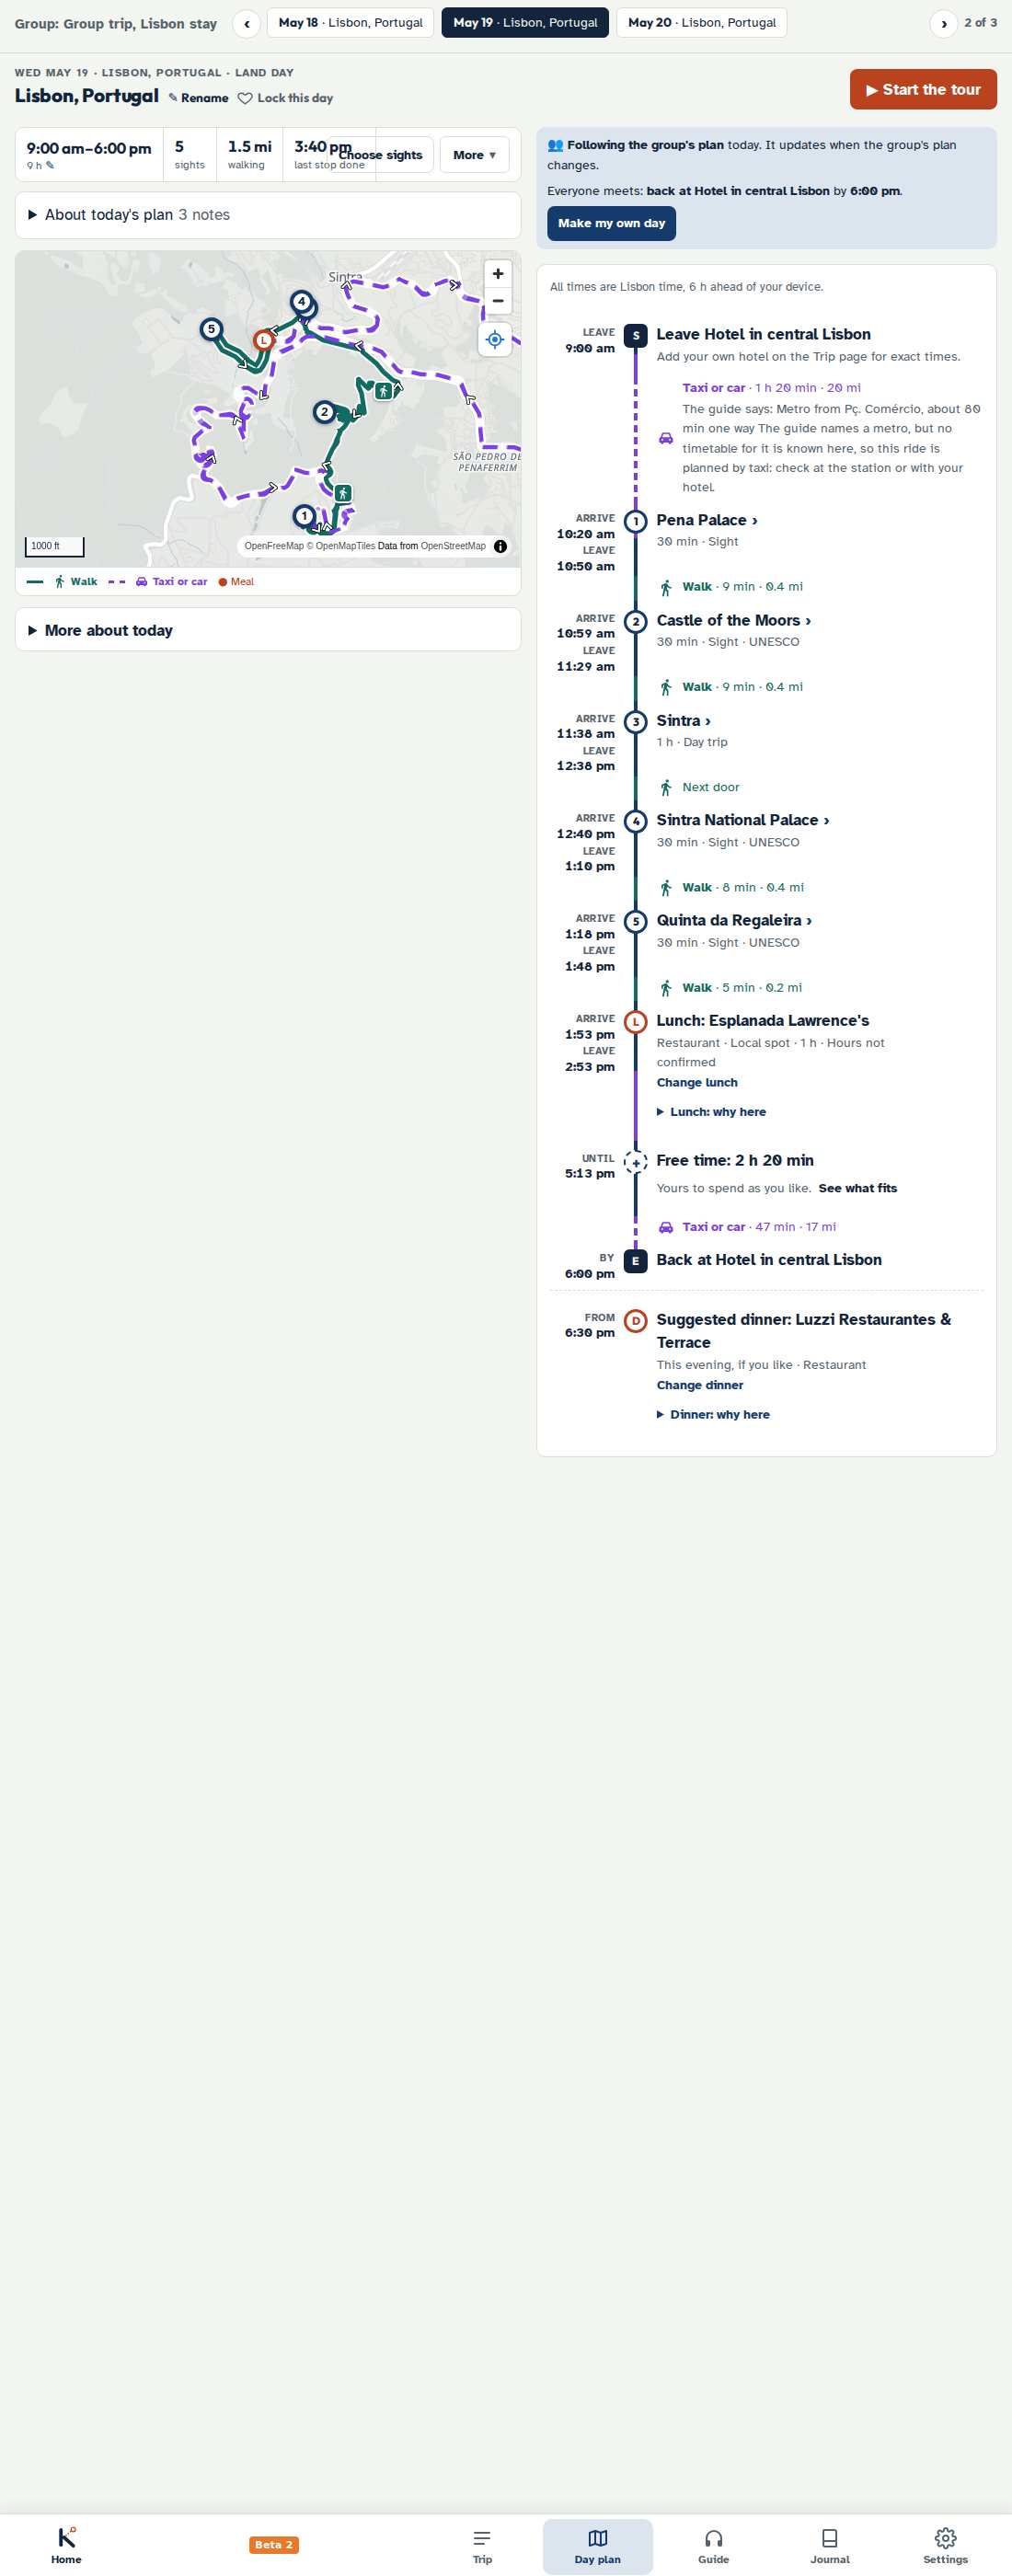 Group: Group trip, Lisbon stay
‹
May 18 · Lisbon, Portugal
May 19 · Lisbon, Portugal
May 20 · Lisbon, Portugal
›
2 of 3
WED MAY 19 · LISBON, PORTUGAL · LAND DAY
Lisbon, Portugal ✎ Rename ♡ Lock this day
▶ Start the tour
9:00 am–6:00 pm
9 h ✎
5
sights
1.5 mi
walking
3:40 pm
last stop done
Choose sights
More ▾
▶ About today's plan 3 notes
Sintra
4
5
L
2
1
SÃO PEDRO DE
PENAFERRIM
+
−
1000 ft
OpenFreeMap © OpenMapTiles Data from OpenStreetMap
Walk
Taxi or car
Meal
▶ More about today
👥 Following the group's plan today. It updates when the group's plan
changes.
Everyone meets: back at Hotel in central Lisbon by 6:00 pm.
Make my own day
All times are Lisbon time, 6 h ahead of your device.
LEAVE
9:00 am
S
Leave Hotel in central Lisbon
Add your own hotel on the Trip page for exact times.
Taxi or car · 1 h 20 min · 20 mi
The guide says: Metro from Pç. Comércio, about 80
min one way The guide names a metro, but no
timetable for it is known here, so this ride is
planned by taxi: check at the station or with your
hotel.
ARRIVE
10:20 am
LEAVE
10:50 am
1
Pena Palace ›
30 min · Sight
Walk · 9 min · 0.4 mi
ARRIVE
10:59 am
LEAVE
11:29 am
2
Castle of the Moors ›
30 min · Sight · UNESCO
Walk · 9 min · 0.4 mi
ARRIVE
11:38 am
LEAVE
12:38 pm
3
Sintra ›
1 h · Day trip
Next door
ARRIVE
12:40 pm
LEAVE
1:10 pm
4
Sintra National Palace ›
30 min · Sight · UNESCO
Walk · 8 min · 0.4 mi
ARRIVE
1:18 pm
LEAVE
1:48 pm
5
Quinta da Regaleira ›
30 min · Sight · UNESCO
Walk · 5 min · 0.2 mi
ARRIVE
1:53 pm
LEAVE
2:53 pm
L
Lunch: Esplanada Lawrence's
Restaurant · Local spot · 1 h · Hours not
confirmed
Change lunch
▶ Lunch: why here
UNTIL
5:13 pm
+
Free time: 2 h 20 min
Yours to spend as you like. See what fits
Taxi or car · 47 min · 17 mi
BY
6:00 pm
E
Back at Hotel in central Lisbon
FROM
6:30 pm
D
Suggested dinner: Luzzi Restaurantes &
Terrace
This evening, if you like · Restaurant
Change dinner
▶ Dinner: why here
Home
Beta 2
Trip
Day plan
Guide
Journal
Settings